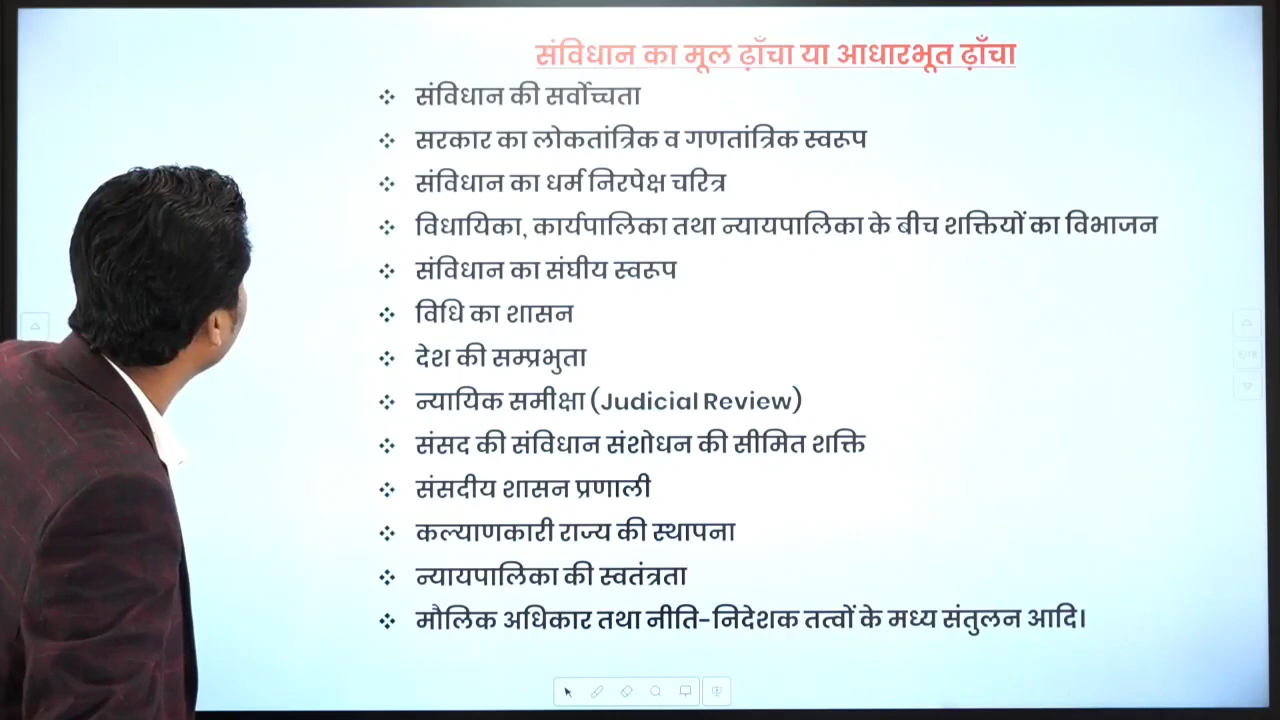 संविधान का मूल ढ़ाँचा या आधारभूत ढ़ाँचा
संविधान की सर्वोच्चता
सरकार का लोकतांत्रिक व गणतांत्रिक स्वरूप
संविधान का धर्म निरपेक्ष चरित्र
विधायिका, कार्यपालिका तथा न्यायपालिका के बीच शक्तियों का विभाजन
संविधान का संघीय स्वरूप
विधि का शासन
देश की सम्प्रभुता
न्यायिक समीक्षा (Judicial Review)
संसद की संविधान संशोधन की सीमित शक्ति
संसदीय शासन प्रणाली
कल्याणकारी राज्य की स्थापना
न्यायपालिका की स्वतंत्रता
मौलिक अधिकार तथा नीति-निदेशक तत्वों के मध्य संतुलन आदि।